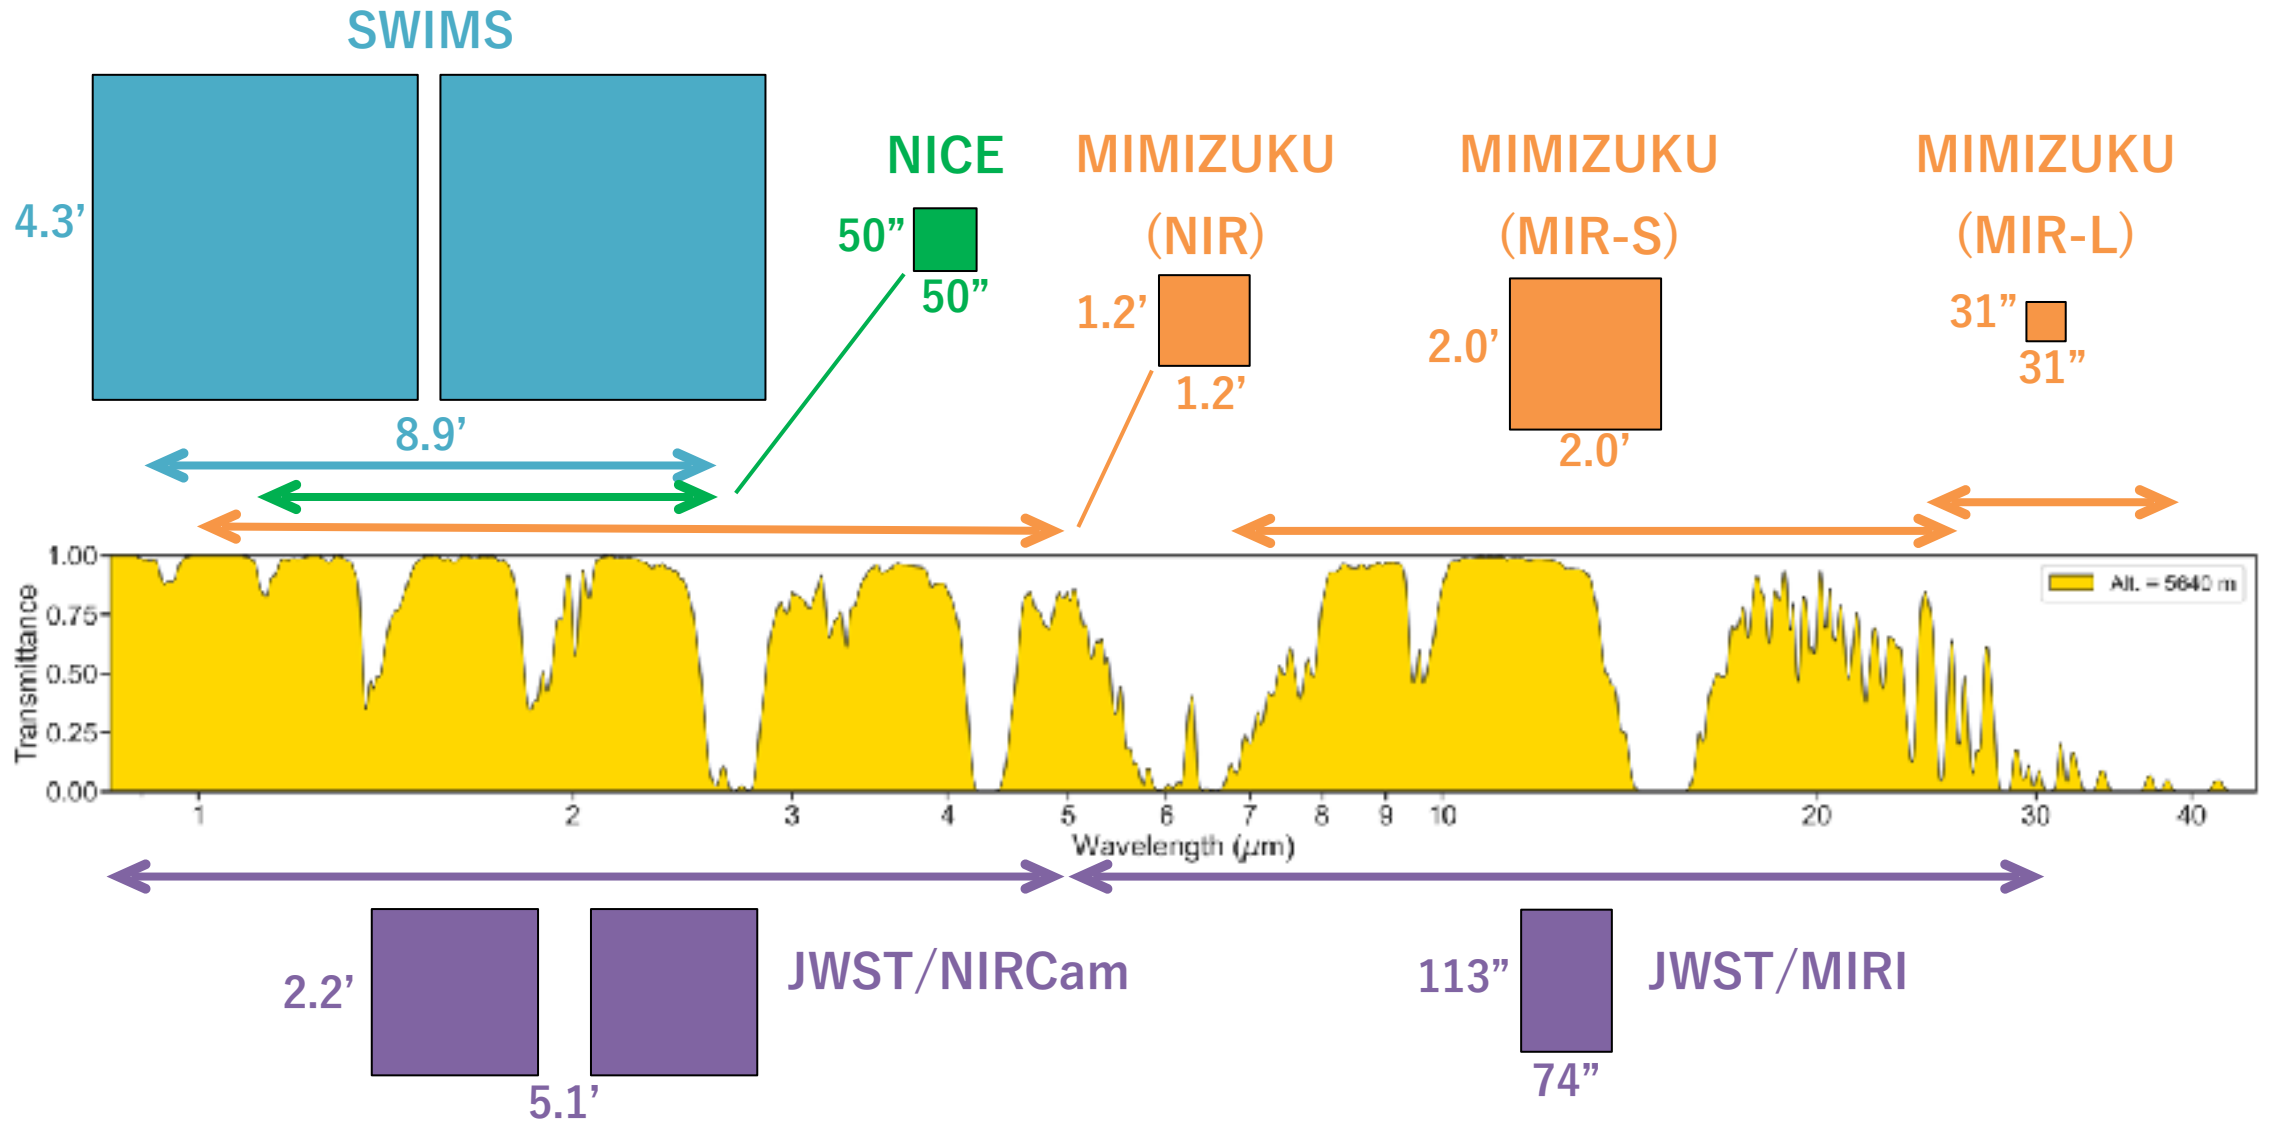 SWIMS
4.3’
8.9’
NICE
50”
50”
MIMIZUKU
(NIR)
1.2’
1.2’
MIMIZUKU
(MIR-S)
2.0’
2.0’
MIMIZUKU
(MIR-L)
31”
31”
Transmittance
1.00
0.75
0.50
0.25
0.00
Alt. = 5640 m
1 2 3 4 5 6 7 8 9 10 20 30 40
Wavelength (μm)
2.2’
5.1’
JWST/NIRCam
113”
74”
JWST/MIRI